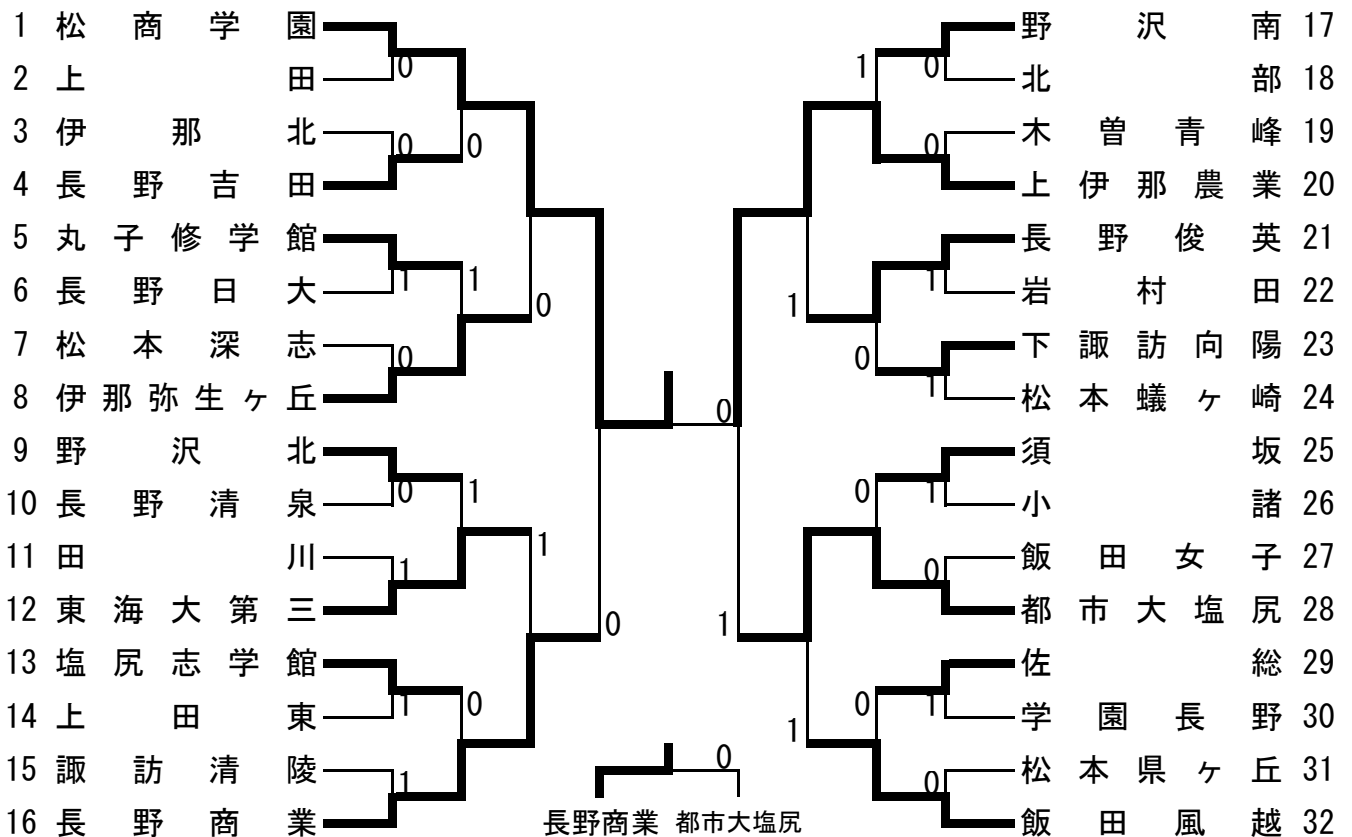 1 松商学園
0
2 上田
3 伊那北
0 0
4 長野吉田
5 丸子修学館
1 1
6 長野日大
0
7 松本深志
0
8 伊那弥生ヶ丘
9 野沢北
0 1
10 長野清泉
1
11 田川
1
12 東海大第三
0
13 塩尻志学館
1 0
14 上田東
15 諏訪清陵
1
16 長野商業
野沢南 17
1 0
北部 18
木曽青峰 19
0
上伊那農業 20
長野俊英 21
1
岩村田 22
1
下諏訪向陽 23
0 1
松本蟻ヶ崎 24
0
須坂 25
0 1
小諸 26
飯田女子 27
0
都市大塩尻 28
1
佐総 29
0 1
学園長野 30
1
松本県ヶ丘 31
0
飯田風越 32
0
長野商業 都市大塩尻